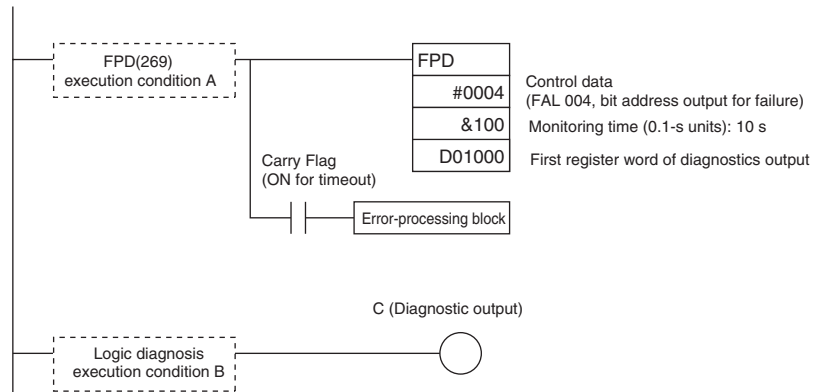 FPD(269)
execution condition A
FPD
#0004
Control data
(FAL 004, bit address output for failure)
&100
Monitoring time (0.1-s units): 10 s
D01000
First register word of diagnostics output
Carry Flag
(ON for timeout)
Error-processing block
C (Diagnostic output)
Logic diagnosis
execution condition B